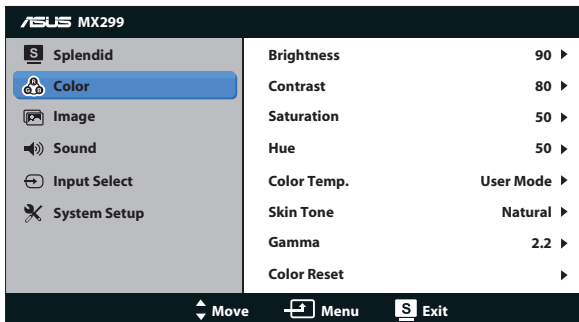 ASUS MX299
S Splendid
Color
Image
Sound
Input Select
System Setup
Brightness 90
Contrast 80
Saturation 50
Hue 50
Color Temp. User Mode
Skin Tone Natural
Gamma 2.2
Color Reset
Move Menu S Exit